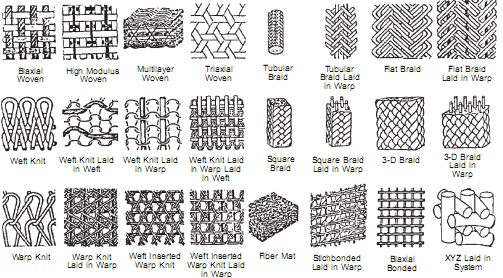 Biaxial
Woven
High Modulus
Woven
Multilayer
Woven
Triaxial
Woven
Tubular
Braid
Tubular
Braid Laid
in Warp
Flat Braid
Flat Braid
Laid in Warp
Weft Knit
Weft Knit Laid
in Weft
Weft Knit Laid
in Warp
Weft Knit Laid
in Warp Laid
in Weft
Square
Braid
Square Braid
Laid in Warp
3-D Braid
3-D Braid
Laid in
Warp
Warp Knit
Warp Knit
Laid in Warp
Weft Inserted
Warp Knit
Weft Inserted
Warp Knit Laid
in Warp
Fiber Mat
Stichbonded
Laid in Warp
Biaxial
Bonded
XYZ Laid in
System